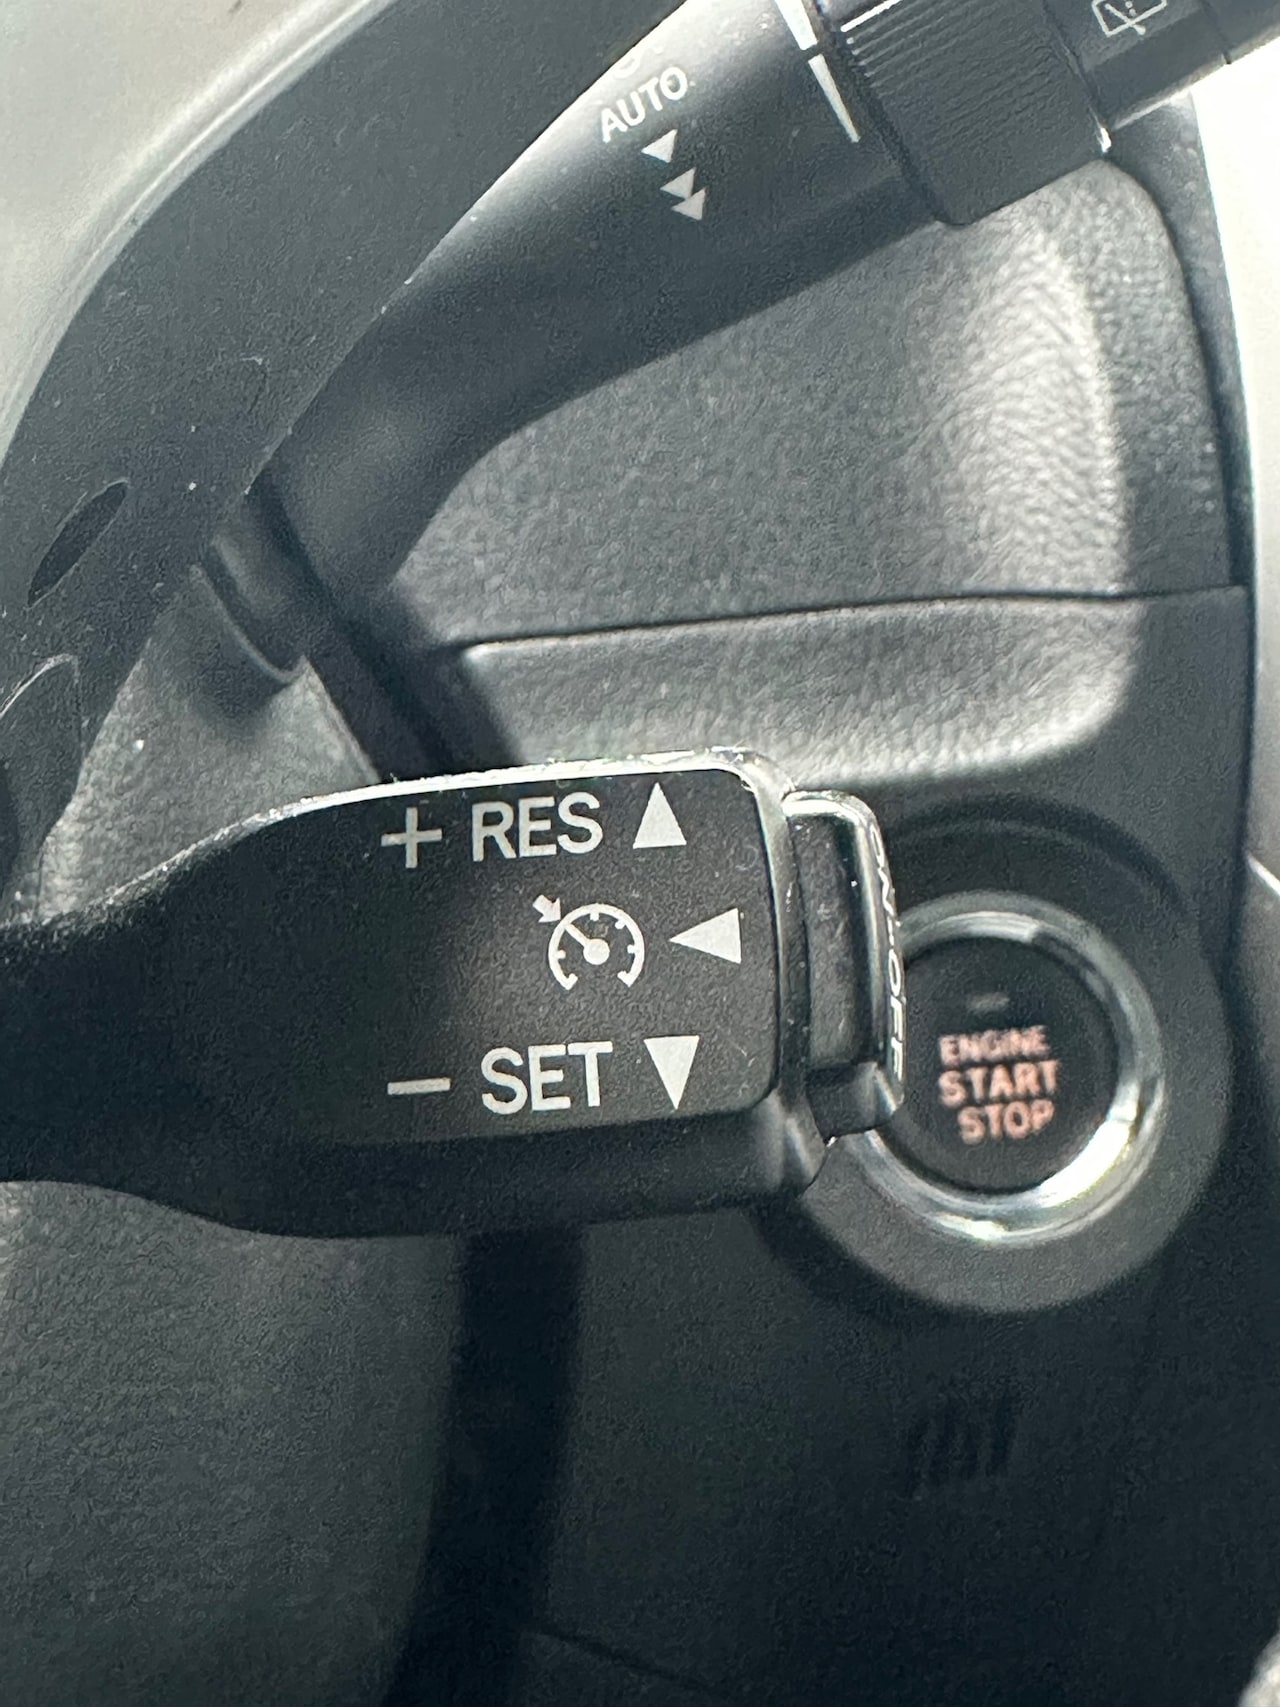 AUTO
+ RES
- SET
ON·OFF
ENGINE
START
STOP